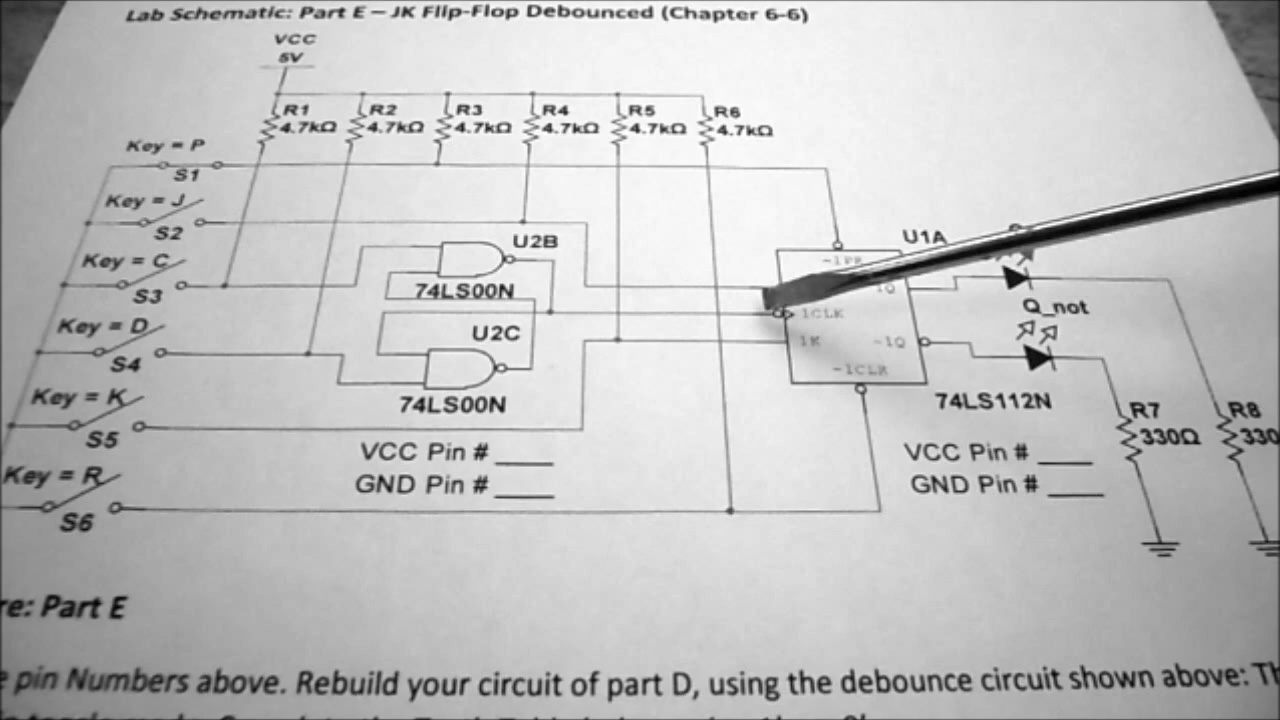 Lab Schematic: Part E – JK Flip-Flop Debounced (Chapter 6-6)
VCC
5V
R1
4.7kΩ
R2
4.7kΩ
R3
4.7kΩ
R4
4.7kΩ
R5
4.7kΩ
R6
4.7kΩ
Key = P
S1
Key = J
S2
Key = C
S3
Key = D
S4
Key = K
S5
Key = R
S6
U2B
74LS00N
U2C
74LS00N
U1A
~1PR
1Q
1CLK
1K
~1Q
~1CLR
74LS112N
Q_not
R7
330Ω
R8
330
VCC Pin # ____
GND Pin # ____
VCC Pin # ____
GND Pin # ____
re: Part E
pin Numbers above. Rebuild your circuit of part D, using the debounce circuit shown above: